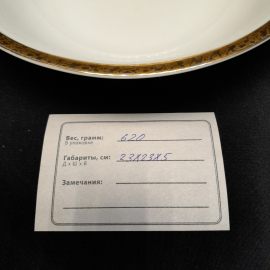 Вес, грамм: 620
В упаковке
Габариты, см: 23х23х5
Д х Ш х В
Замечания: